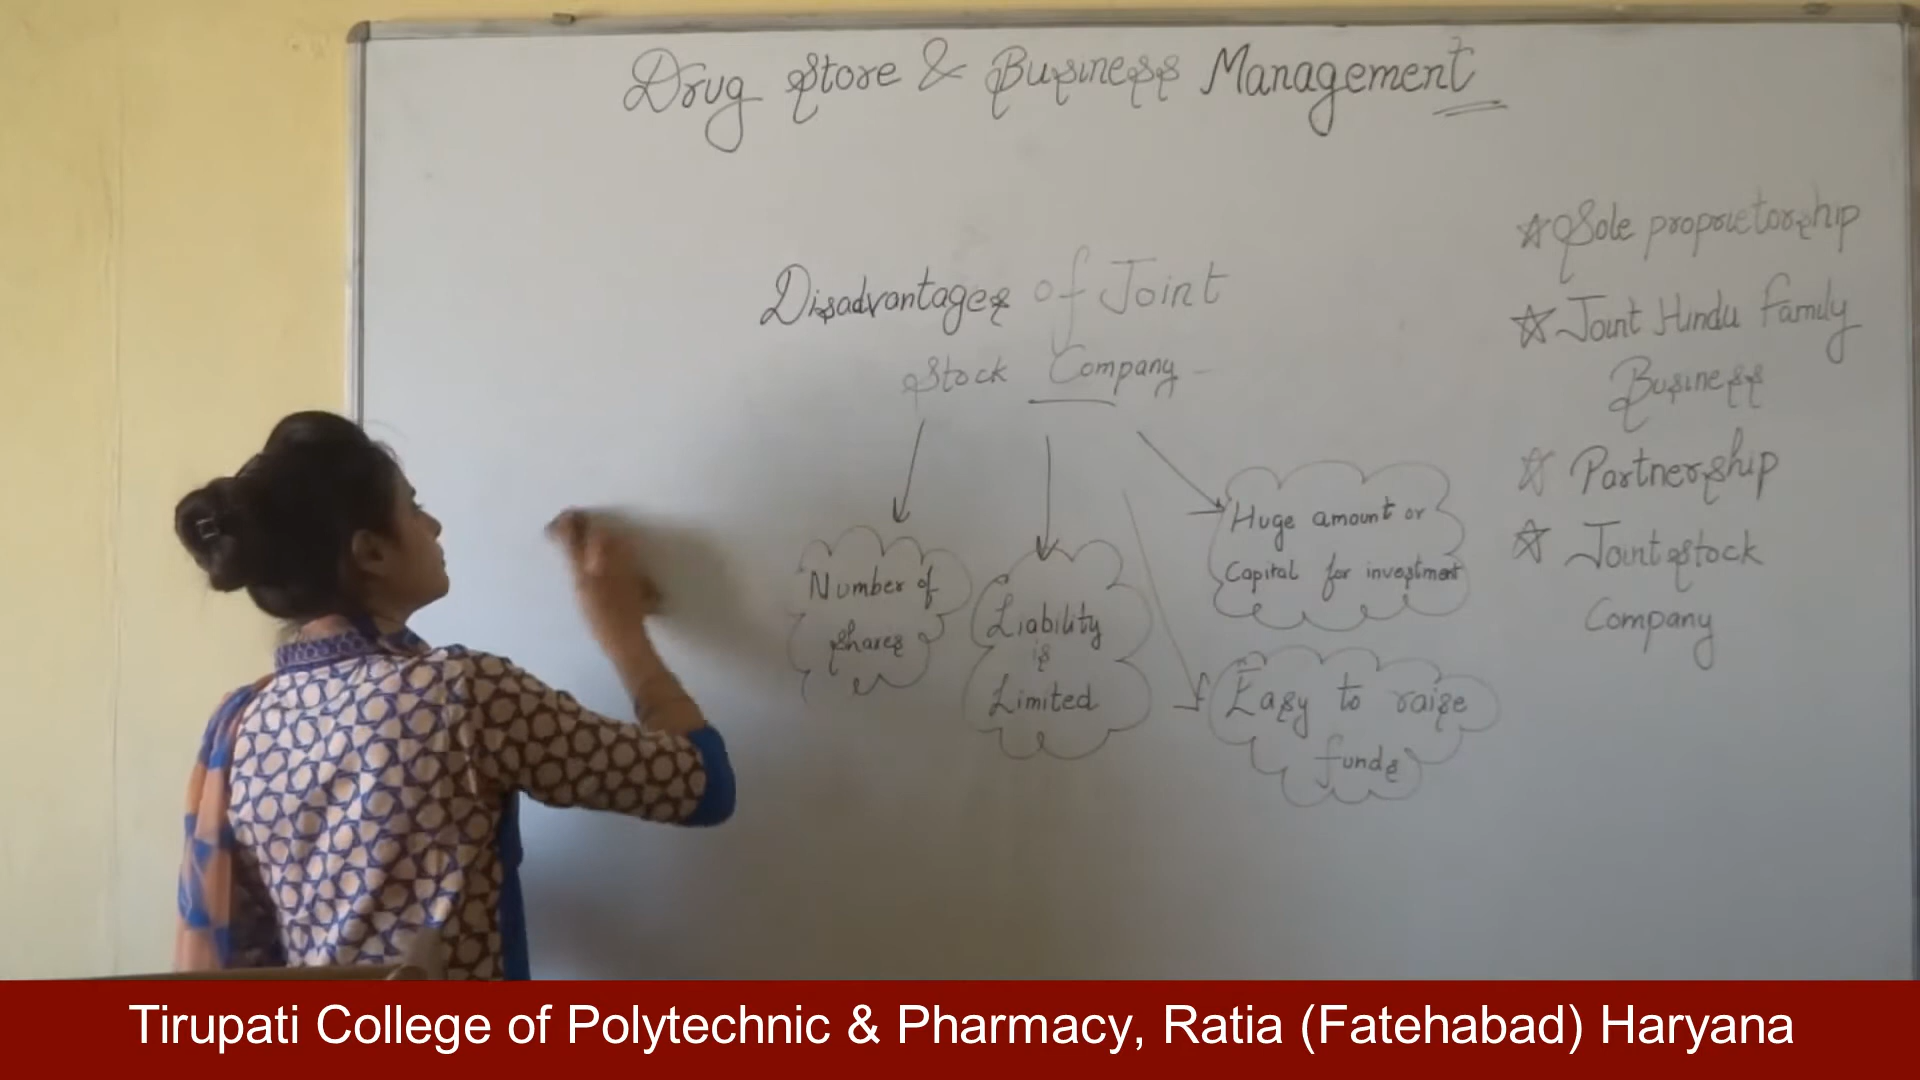 Drug Store & Business Management
Disadvantages of Joint
Stock Company
Number of
shares
Liability
is
Limited
Huge amount or
Capital for investment
Easy to raise
funds
☆ Sole proprietorship
☆ Joint Hindu family
Business
☆ Partnership
☆ Joint stock
Company
Tirupati College of Polytechnic & Pharmacy, Ratia (Fatehabad) Haryana